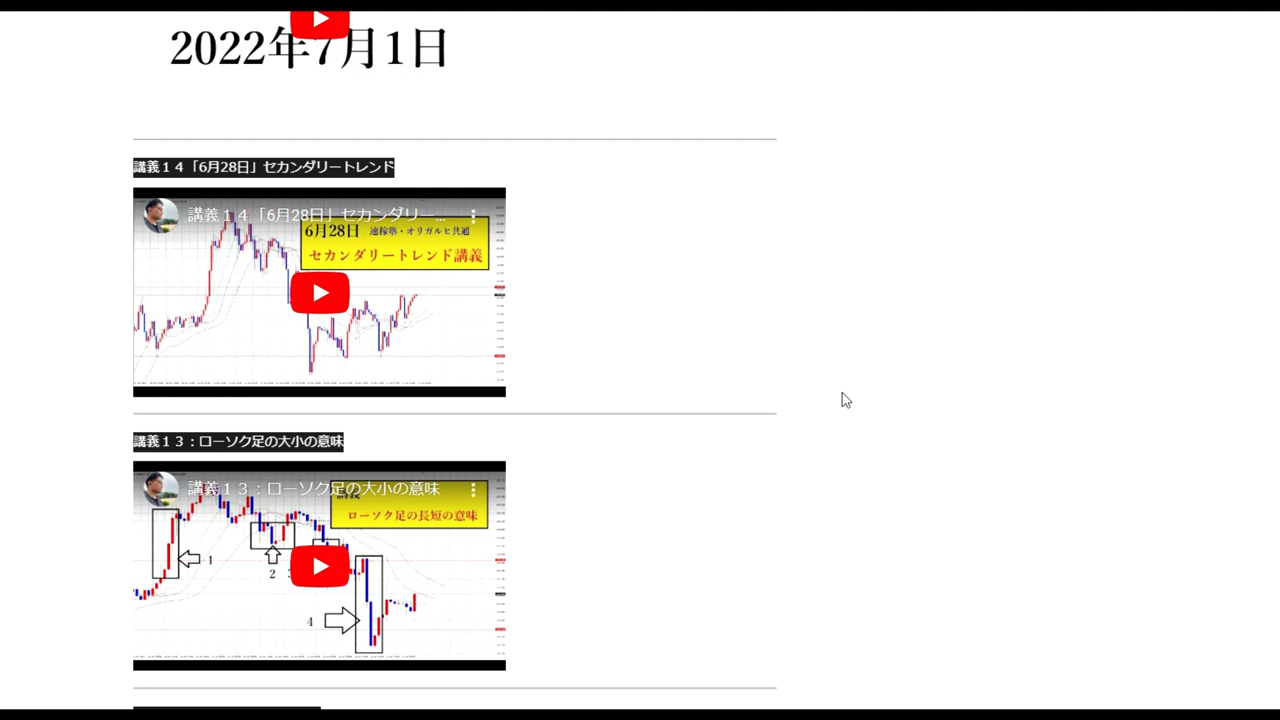 2022年7月1日
講義１４「6月28日」セカンダリートレンド
講義１４「6月28日」セカンダリー...
6月28日 速稼塾・オリガルヒ共通
セカンダリートレンド講義
講義１３：ローソク足の大小の意味
講義１３：ローソク足の大小の意味
講義
ローソク足の長短の意味
1
2
4